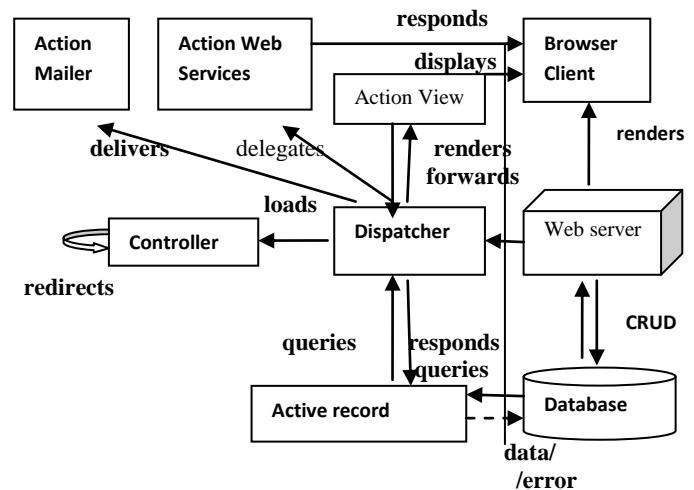 responds
Action
Mailer
Action Web
Services
Browser
Client
displays
Action View
renders
delivers
delegates
renders
forwards
loads
Controller
Dispatcher
Web server
redirects
CRUD
queries
responds
queries
Active record
Database
data/
/error